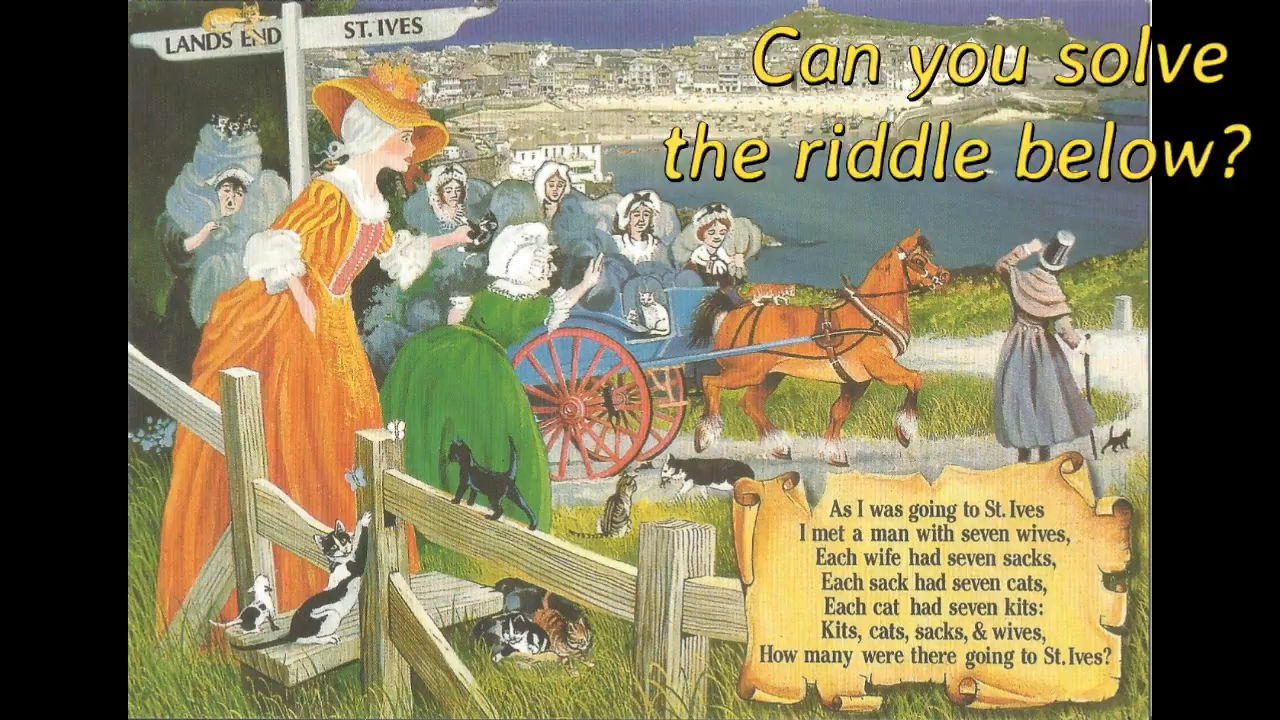 LANDS END
ST. IVES
Can you solve
the riddle below?
As I was going to St. Ives
I met a man with seven wives,
Each wife had seven sacks,
Each sack had seven cats,
Each cat had seven kits:
Kits, cats, sacks, & wives,
How many were there going to St. Ives?